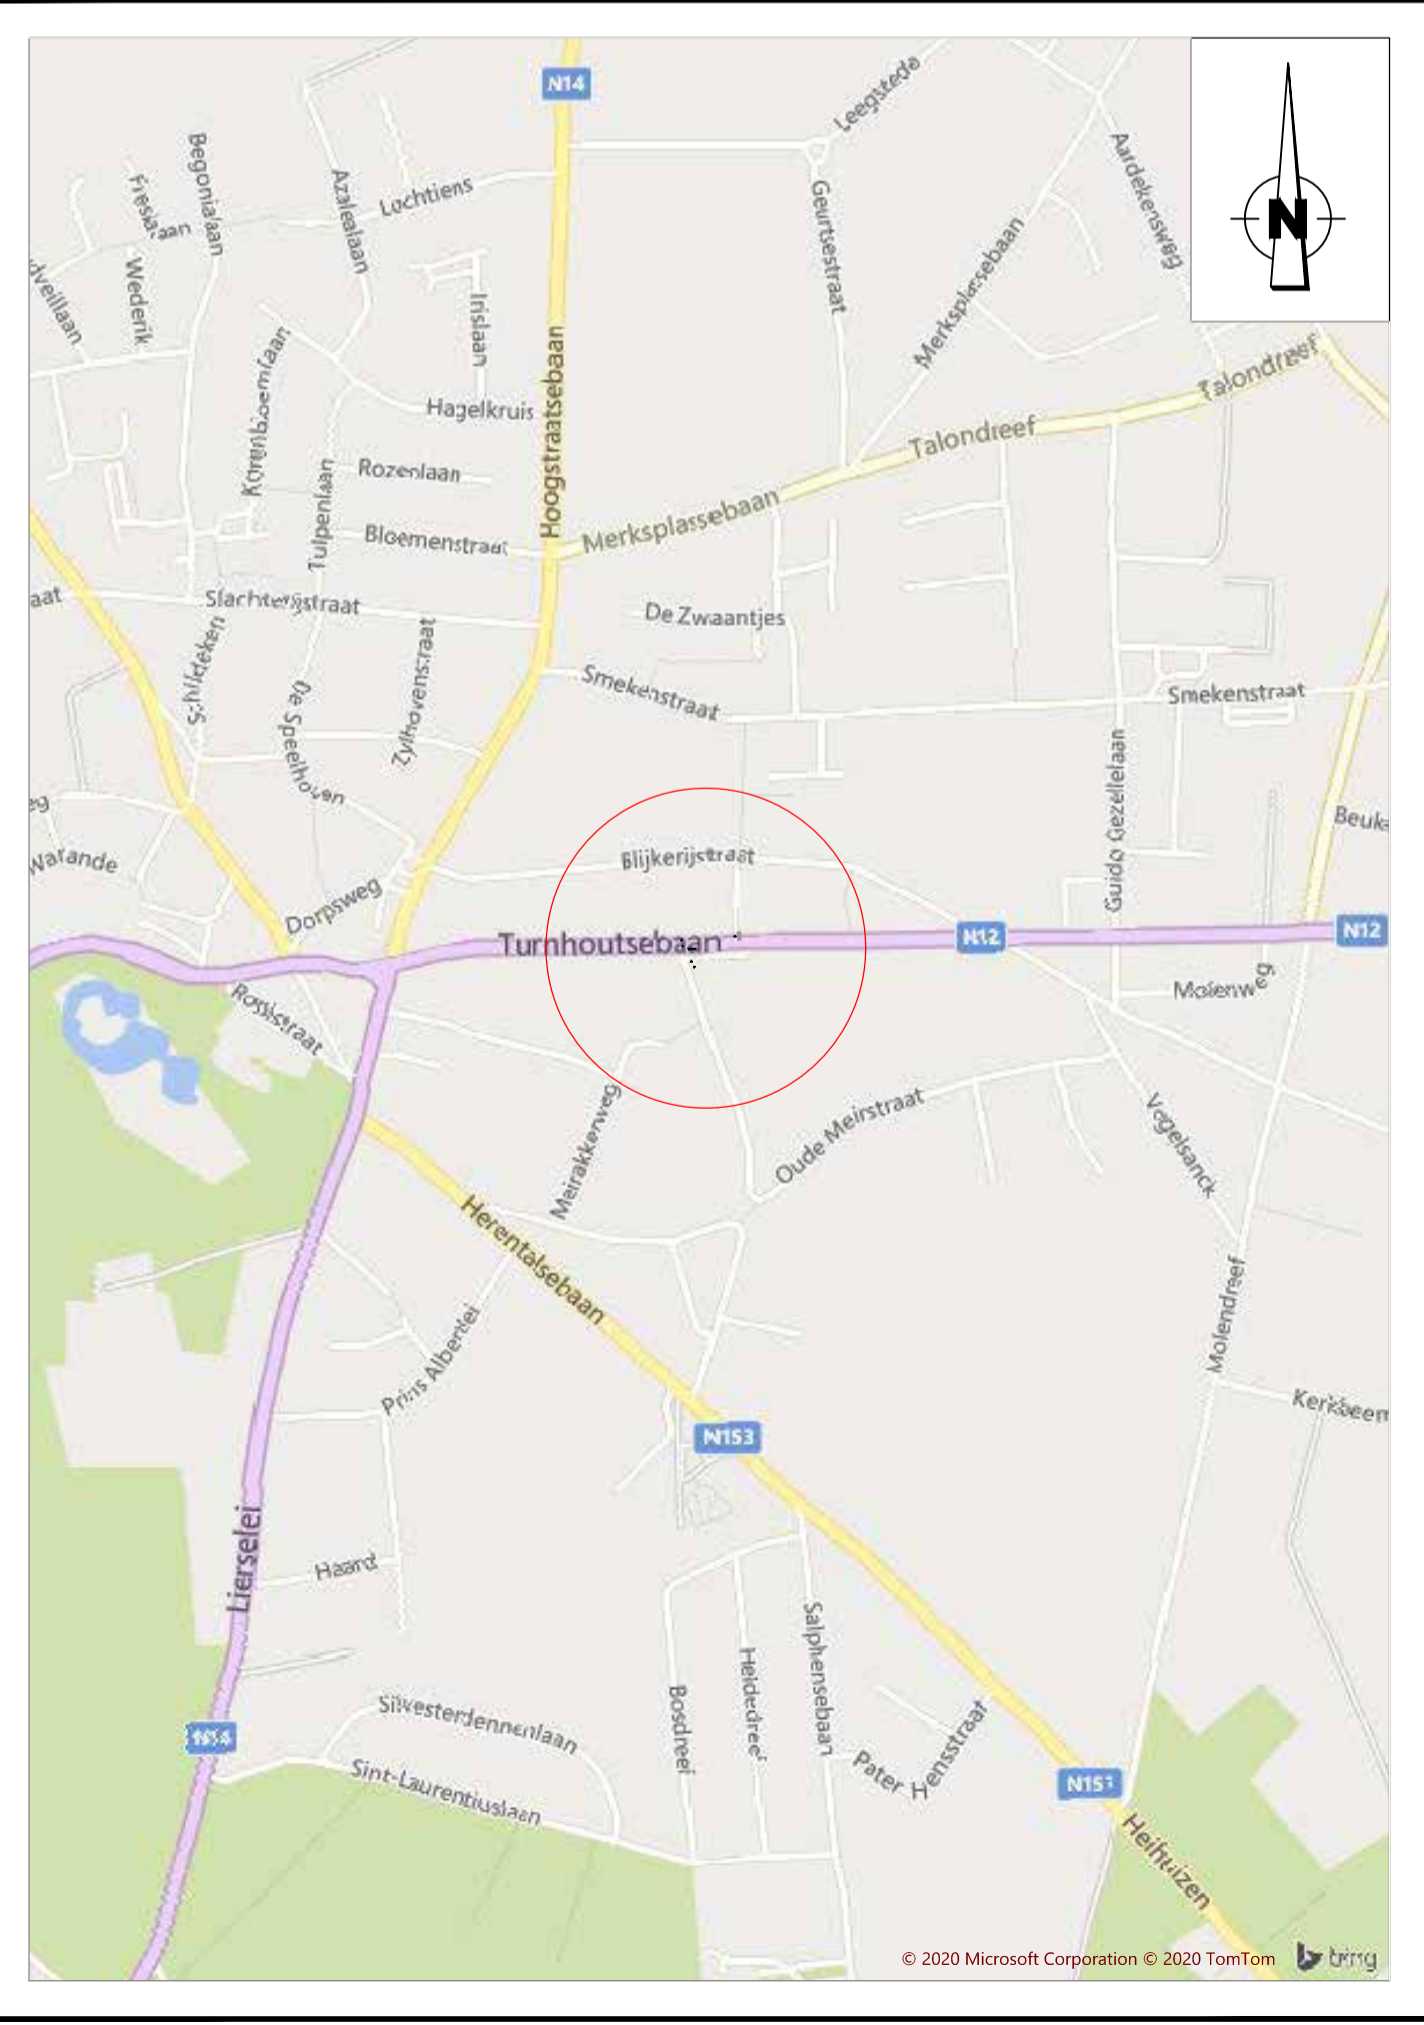 N14
Leegstede
Aardekensweg
Begonialaan
Azalealaan
Lochtiens
Geurtsestraat
N
Wederik
Irislaan
Merksplassebaan
Hoogstraatsebaan
Korenbloemlaan
Talondreef
Hagelkruis
Talondreef
Rozenlaan
Tulpenlaan
Merksplassebaan
Bloemenstraat
aat
De Zwaantjes
Schildeken
Zylhovenstraat
Smekenstraat
Smekenstraat
De Speelhoven
Guido Gezellelaan
eg
Beuk
Warande
Blijkerijstraat
Dorpsweg
Turnhoutsebaan
N12
N12
Molenweg
Rossistraat
Meirakkerweg
Oude Meirstraat
Vogelsanck
Herentalsebaan
Molendreef
Prins Albertlei
N153
Lierselei
Haard
Salphensebaan
Heidedreef
Bosdreef
Silvesterdennenlaan
Pater Hensstraat
Sint-Laurentiuslaan
N153
Heihuizen
© 2020 Microsoft Corporation © 2020 TomTom
bing